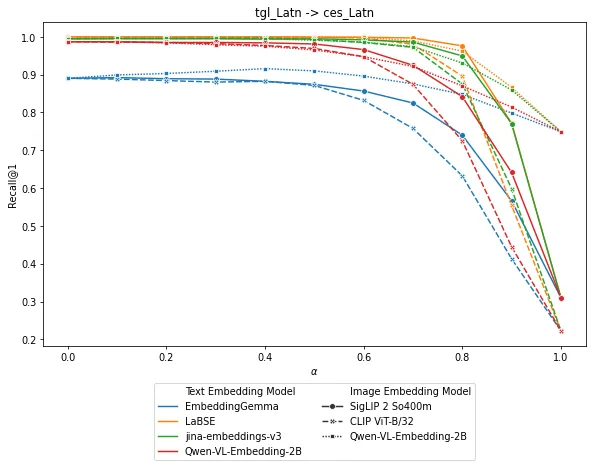 tgl_Latn -> ces_Latn
1.0
0.9
0.8
0.7
0.6
0.5
0.4
0.3
0.2
Recall@1
0.0 0.2 0.4 0.6 0.8 1.0
α
Text Embedding Model Image Embedding Model
EmbeddingGemma SigLIP 2 So400m
LaBSE CLIP ViT-B/32
jina-embeddings-v3 Qwen-VL-Embedding-2B
Qwen-VL-Embedding-2B